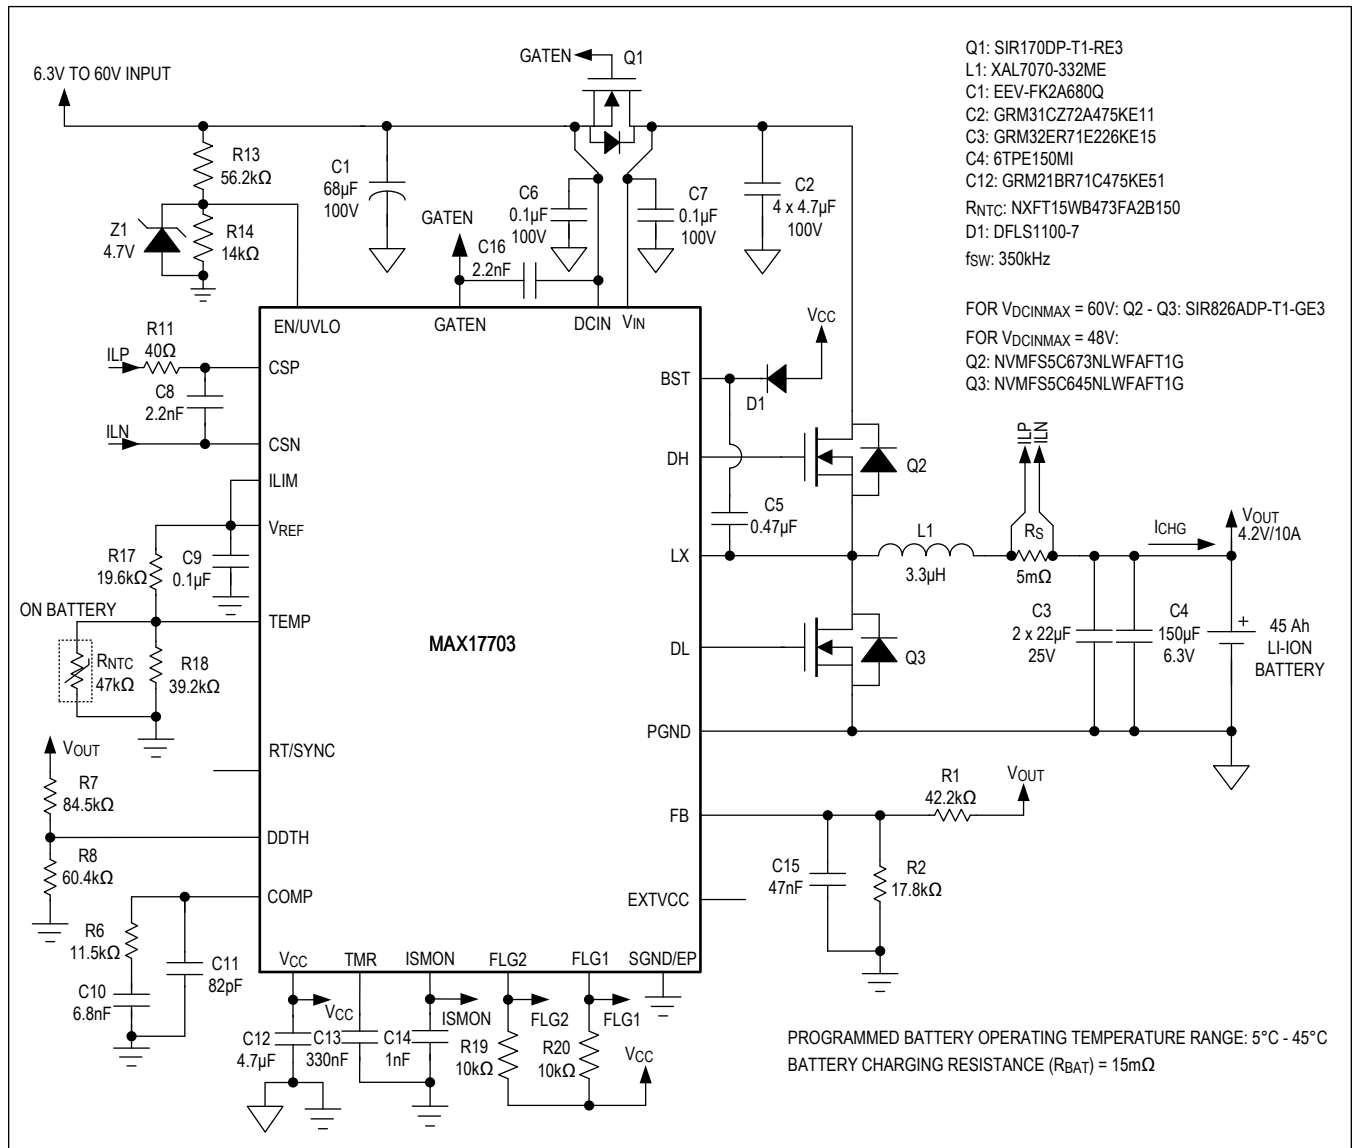 6.3V TO 60V INPUT
GATEN
Q1
Q1: SIR170DP-T1-RE3
L1: XAL7070-332ME
C1: EEV-FK2A680Q
C2: GRM31CZ72A475KE11
C3: GRM32ER71E226KE15
C4: 6TPE150MI
C12: GRM21BR71C475KE51
RNTC: NXFT15WB473FA2B150
D1: DFLS1100-7
fSW: 350kHz
FOR VDCINMAX = 60V: Q2 - Q3: SIR826ADP-T1-GE3
FOR VDCINMAX = 48V:
Q2: NVMFS5C673NLWFAFT1G
Q3: NVMFS5C645NLWFAFT1G
R13
56.2kΩ
Z1
4.7V
R14
14kΩ
C1
68µF
100V
GATEN
C16
2.2nF
C6
0.1µF
100V
C7
0.1µF
100V
C2
4 x 4.7µF
100V
EN/UVLO
GATEN
DCIN
VIN
ILP
R11
40Ω
C8
2.2nF
ILN
CSP
CSN
ILIM
VREF
R17
19.6kΩ
C9
0.1µF
ON BATTERY
RNTC
47kΩ
R18
39.2kΩ
TEMP
RT/SYNC
VOUT
R7
84.5kΩ
DDTH
R8
60.4kΩ
COMP
R6
11.5kΩ
C10
6.8nF
C11
82pF
MAX17703
BST
VCC
D1
DH
Q2
C5
0.47µF
LX
L1
3.3µH
ILP
ILN
RS
5mΩ
ICHG
VOUT
4.2V/10A
DL
Q3
C3
2 x 22µF
25V
C4
150µF
6.3V
+
45 Ah
LI-ION
BATTERY
PGND
FB
R1
42.2kΩ
VOUT
C15
47nF
R2
17.8kΩ
EXTVCC
VCC
TMR
ISMON
FLG2
FLG1
SGND/EP
VCC
ISMON
FLG2
FLG1
C12
4.7µF
C13
330nF
C14
1nF
R19
10kΩ
R20
10kΩ
VCC
PROGRAMMED BATTERY OPERATING TEMPERATURE RANGE: 5°C - 45°C
BATTERY CHARGING RESISTANCE (RBAT) = 15mΩ